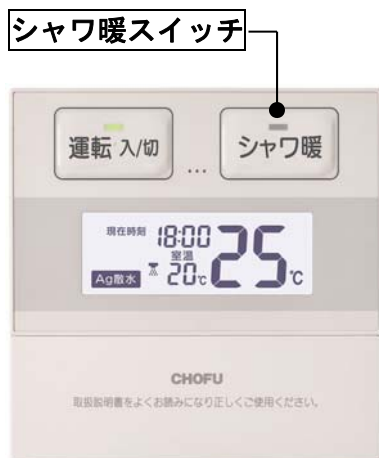 シャワ暖スイッチ
運転 入/切
...
シャワ暖
現在時刻 18:00
室温
Ag散水 20℃ 25℃
CHOFU
取扱説明書をよくお読みになり正しくご使用ください。